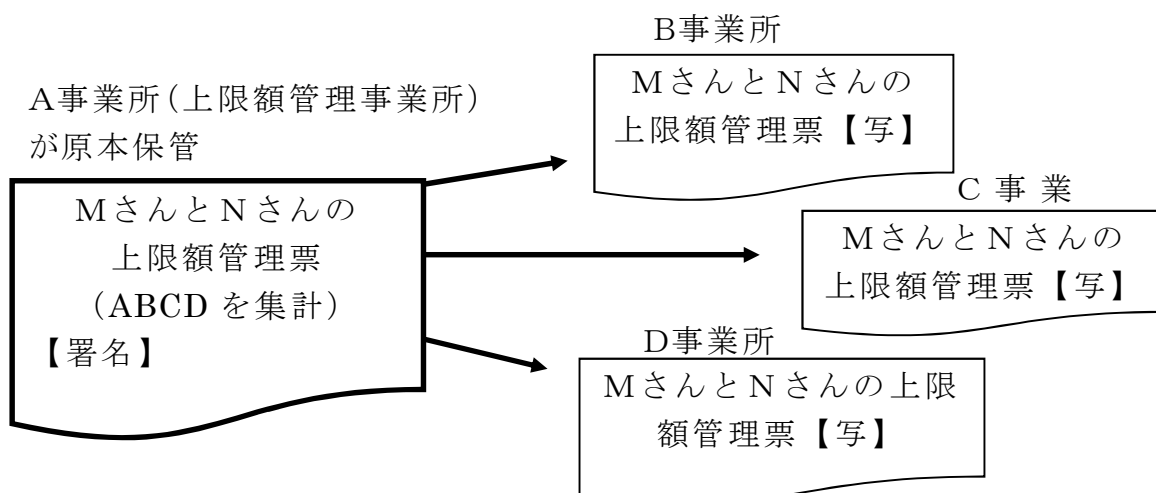 A事業所(上限額管理事業所)
が原本保管
MさんとNさんの
上限額管理票
(ABCD を集計)
【署名】
B事業所
MさんとNさんの
上限額管理票【写】
C 事 業
MさんとNさんの
上限額管理票【写】
D事業所
MさんとNさんの上限
額管理票【写】